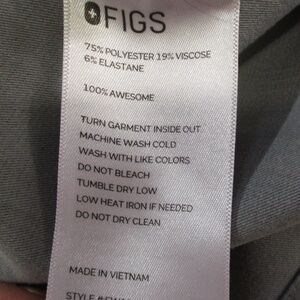 FIGS
75% POLYESTER 19% VISCOSE
6% ELASTANE
100% AWESOME
TURN GARMENT INSIDE OUT
MACHINE WASH COLD
WASH WITH LIKE COLORS
DO NOT BLEACH
TUMBLE DRY LOW
LOW HEAT IRON IF NEEDED
DO NOT DRY CLEAN
MADE IN VIETNAM
STYLE